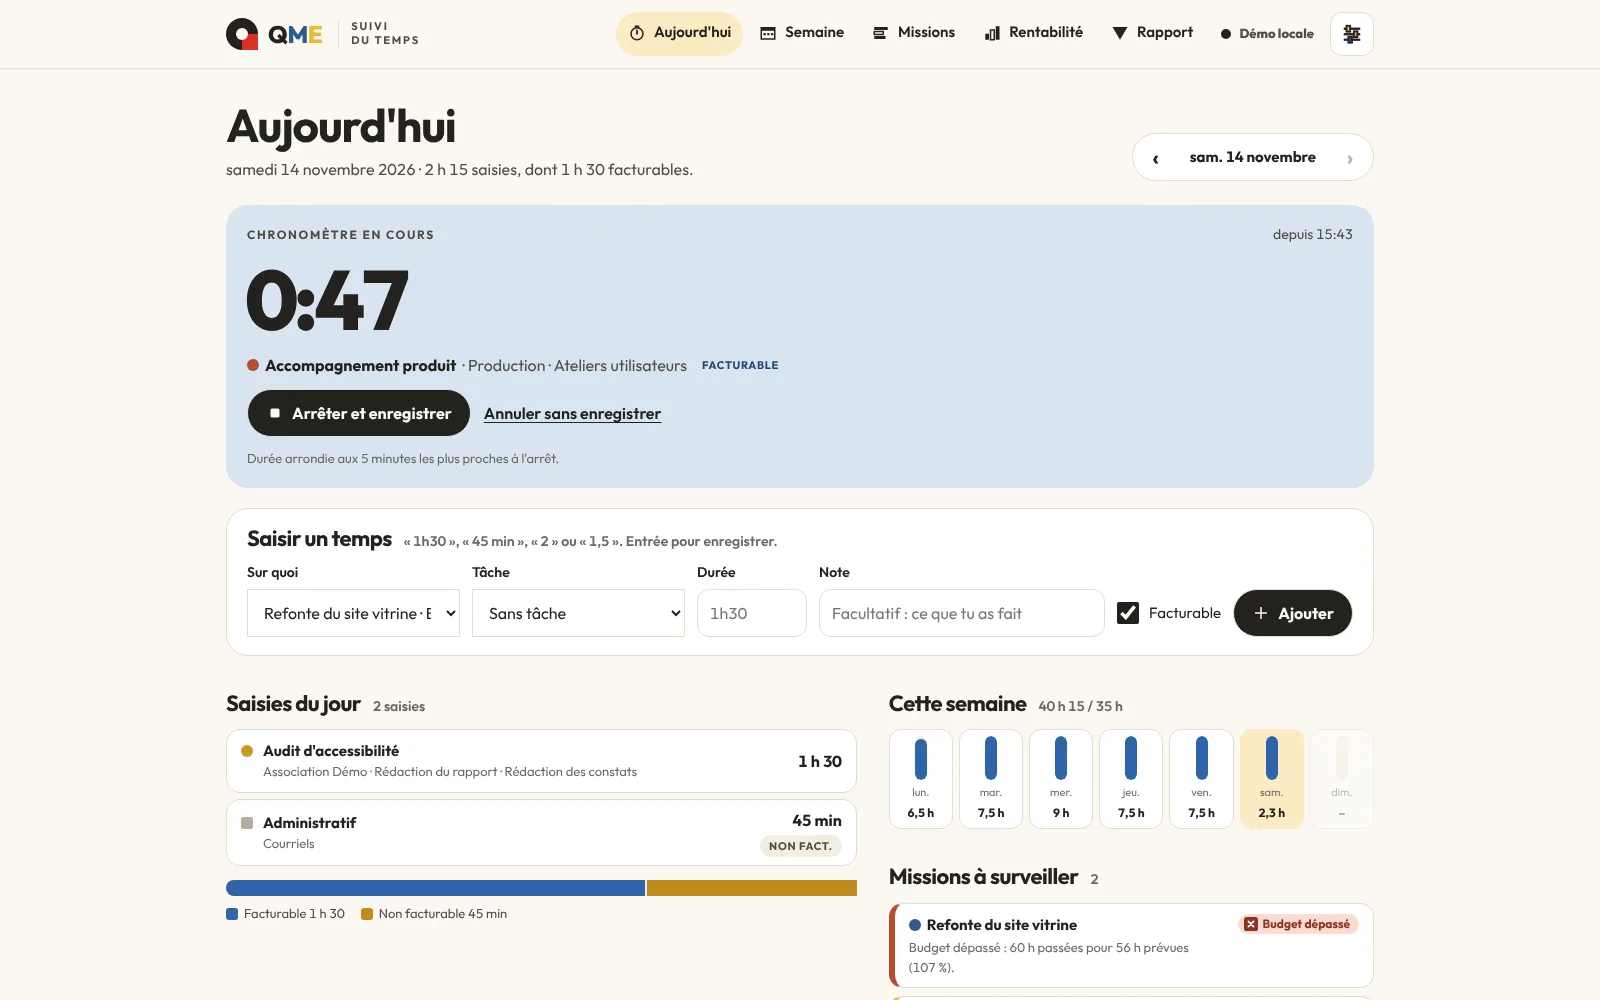 QME
SUIVI
DU TEMPS
Aujourd'hui
Semaine
Missions
Rentabilité
Rapport
Démo locale
Aujourd'hui
samedi 14 novembre 2026 · 2 h 15 saisies, dont 1 h 30 facturables.
‹ sam. 14 novembre ›
CHRONOMÈTRE EN COURS
depuis 15:43
0:47
Accompagnement produit · Production · Ateliers utilisateurs FACTURABLE
Arrêter et enregistrer
Annuler sans enregistrer
Durée arrondie aux 5 minutes les plus proches à l'arrêt.
Saisir un temps « 1h30 », « 45 min », « 2 » ou « 1,5 ». Entrée pour enregistrer.
Sur quoi
Tâche
Durée
Note
Refonte du site vitrine ·
Sans tâche
1h30
Facultatif : ce que tu as fait
Facturable
+ Ajouter
Saisies du jour 2 saisies
Audit d'accessibilité
Association Démo · Rédaction du rapport · Rédaction des constats
1 h 30
Administratif
Courriels
45 min
NON FACT.
Facturable 1 h 30
Non facturable 45 min
Cette semaine 40 h 15 / 35 h
lun. mar. mer. jeu. ven. sam. dim.
6,5 h 7,5 h 9 h 7,5 h 7,5 h 2,3 h –
Missions à surveiller 2
Refonte du site vitrine
Budget dépassé
Budget dépassé : 60 h passées pour 56 h prévues
(107 %).